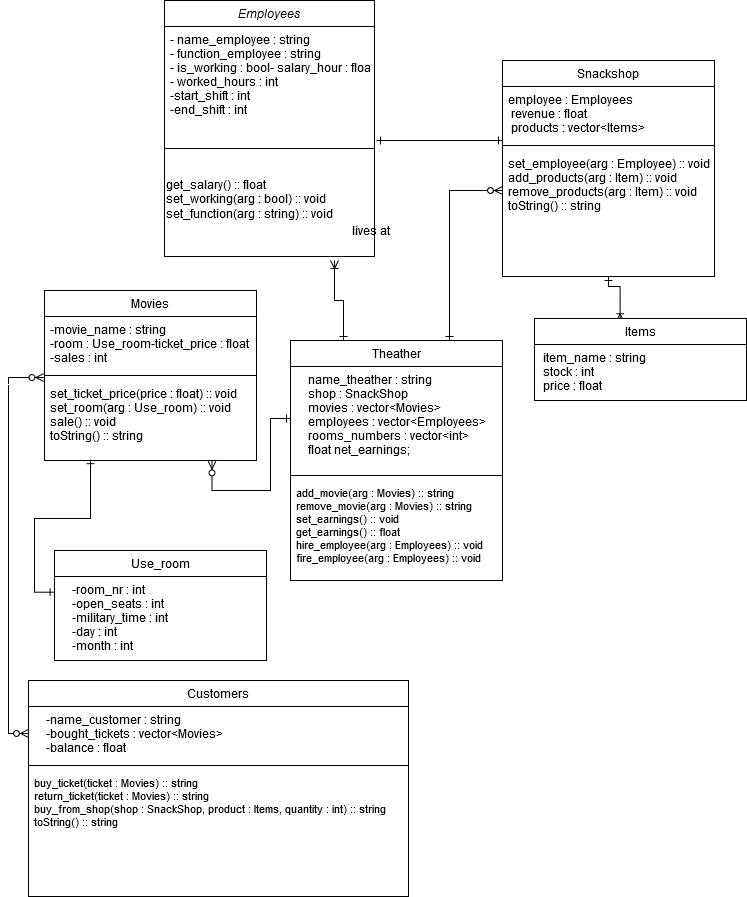 Employees
- name_employee : string
- function_employee : string
- is_working : bool- salary_hour : floa
- worked_hours : int
-start_shift : int
-end_shift : int
get_salary() :: float
set_working(arg : bool) :: void
set_function(arg : string) :: void
lives at
Snackshop
employee : Employees
revenue : float
products : vector<Items>
set_employee(arg : Employee) :: void
add_products(arg : Item) :: void
remove_products(arg : Item) :: void
toString() :: string
Movies
-movie_name : string
-room : Use_room-ticket_price : float
-sales : int
set_ticket_price(price : float) :: void
set_room(arg : Use_room) :: void
sale() :: void
toString() :: string
Items
item_name : string
stock : int
price : float
Theather
name_theather : string
shop : SnackShop
movies : vector<Movies>
employees : vector<Employees>
rooms_numbers : vector<int>
float net_earnings;
add_movie(arg : Movies) :: string
remove_movie(arg : Movies) :: string
set_earnings() :: void
get_earnings() :: float
hire_employee(arg : Employees) :: void
fire_employee(arg : Employees) :: void
Use_room
-room_nr : int
-open_seats : int
-military_time : int
-day : int
-month : int
Customers
-name_customer : string
-bought_tickets : vector<Movies>
-balance : float
buy_ticket(ticket : Movies) :: string
return_ticket(ticket : Movies) :: string
buy_from_shop(shop : SnackShop, product : Items, quantity : int) :: string
toString() :: string